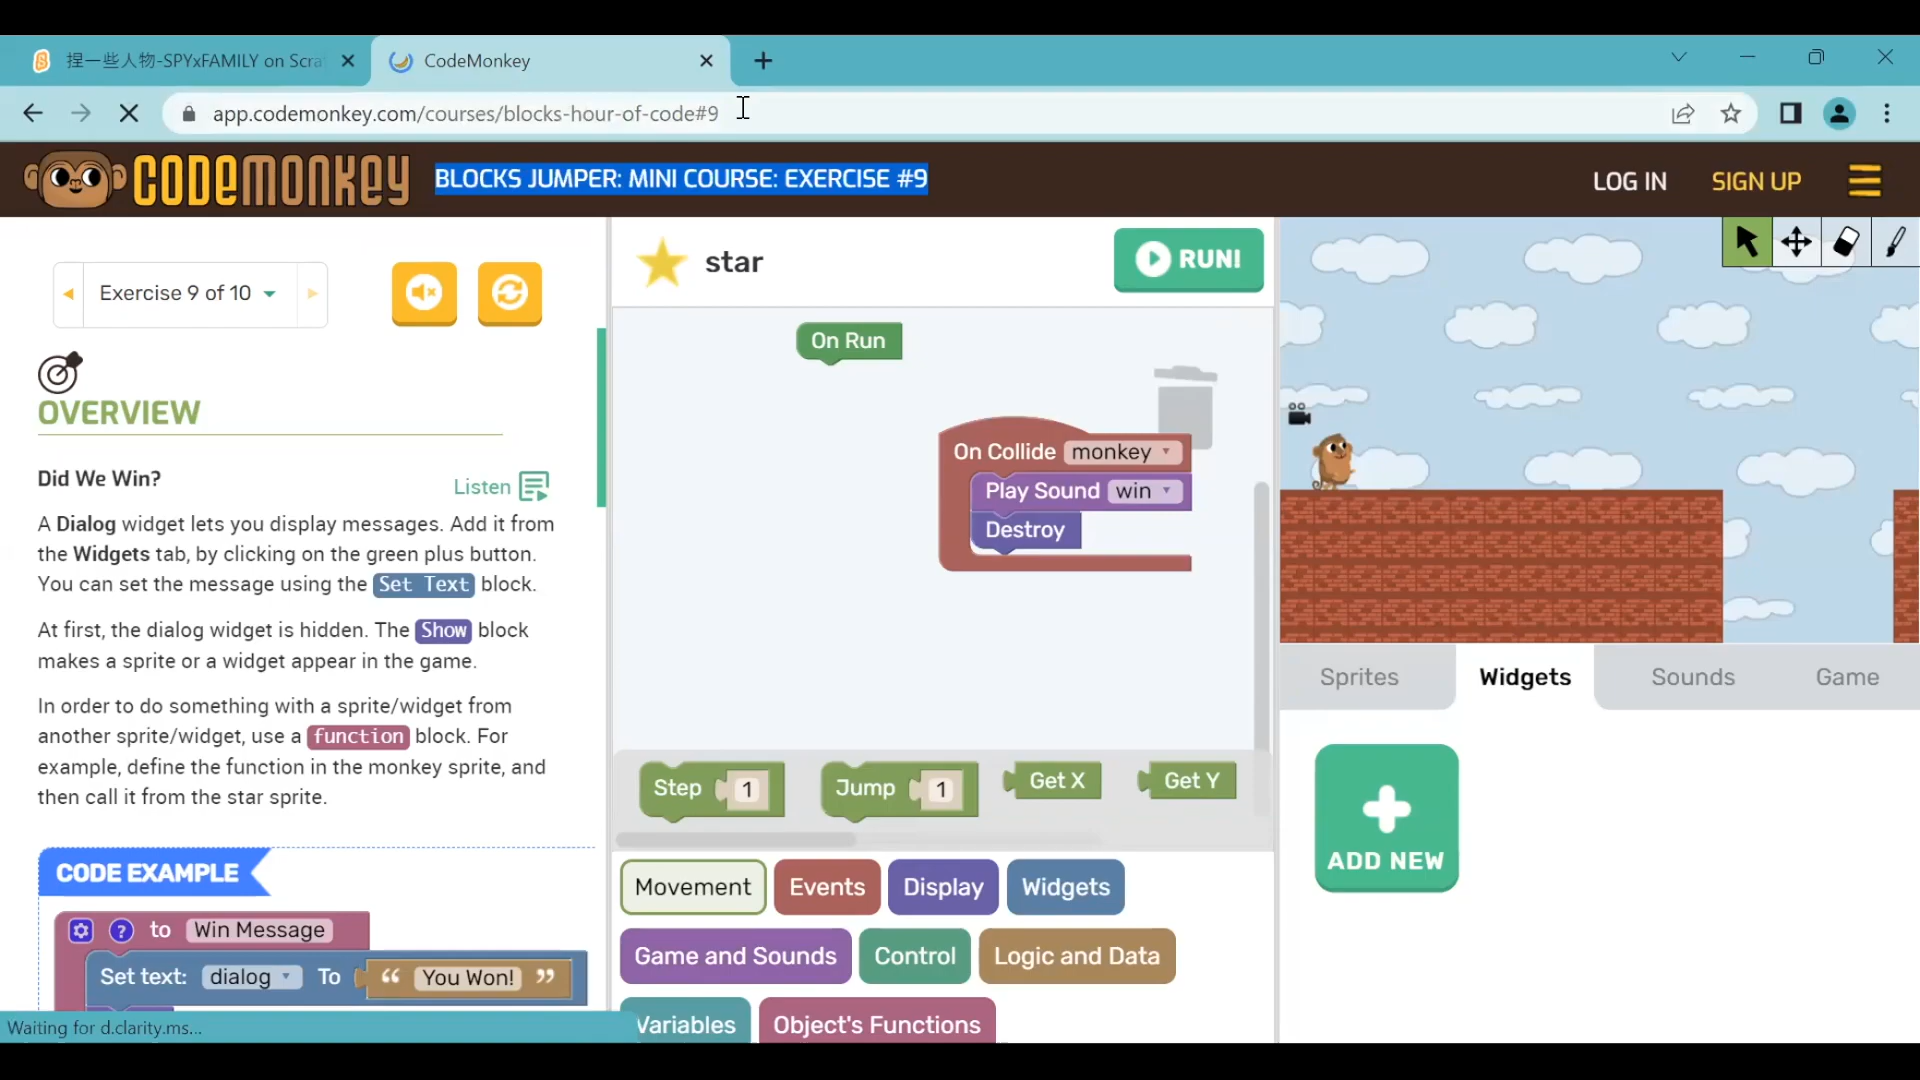 捏一些人物-SPYxFAMILY on Scra
CodeMonkey
app.codemonkey.com/courses/blocks-hour-of-code#9
CODEMONKEY
BLOCKS JUMPER: MINI COURSE: EXERCISE #9
LOG IN
SIGN UP
Exercise 9 of 10
OVERVIEW
Did We Win?
Listen
A Dialog widget lets you display messages. Add it from
the Widgets tab, by clicking on the green plus button.
You can set the message using the Set Text block.
At first, the dialog widget is hidden. The Show block
makes a sprite or a widget appear in the game.
In order to do something with a sprite/widget from
another sprite/widget, use a function block. For
example, define the function in the monkey sprite, and
then call it from the star sprite.
CODE EXAMPLE
? to Win Message
Set text: dialog To “ You Won! ”
Waiting for d.clarity.ms...
star
RUN!
On Run
On Collide monkey
Play Sound win
Destroy
Step 1
Jump 1
Get X
Get Y
Movement
Events
Display
Widgets
Game and Sounds
Control
Logic and Data
Variables
Object's Functions
Sprites
Widgets
Sounds
Game
ADD NEW